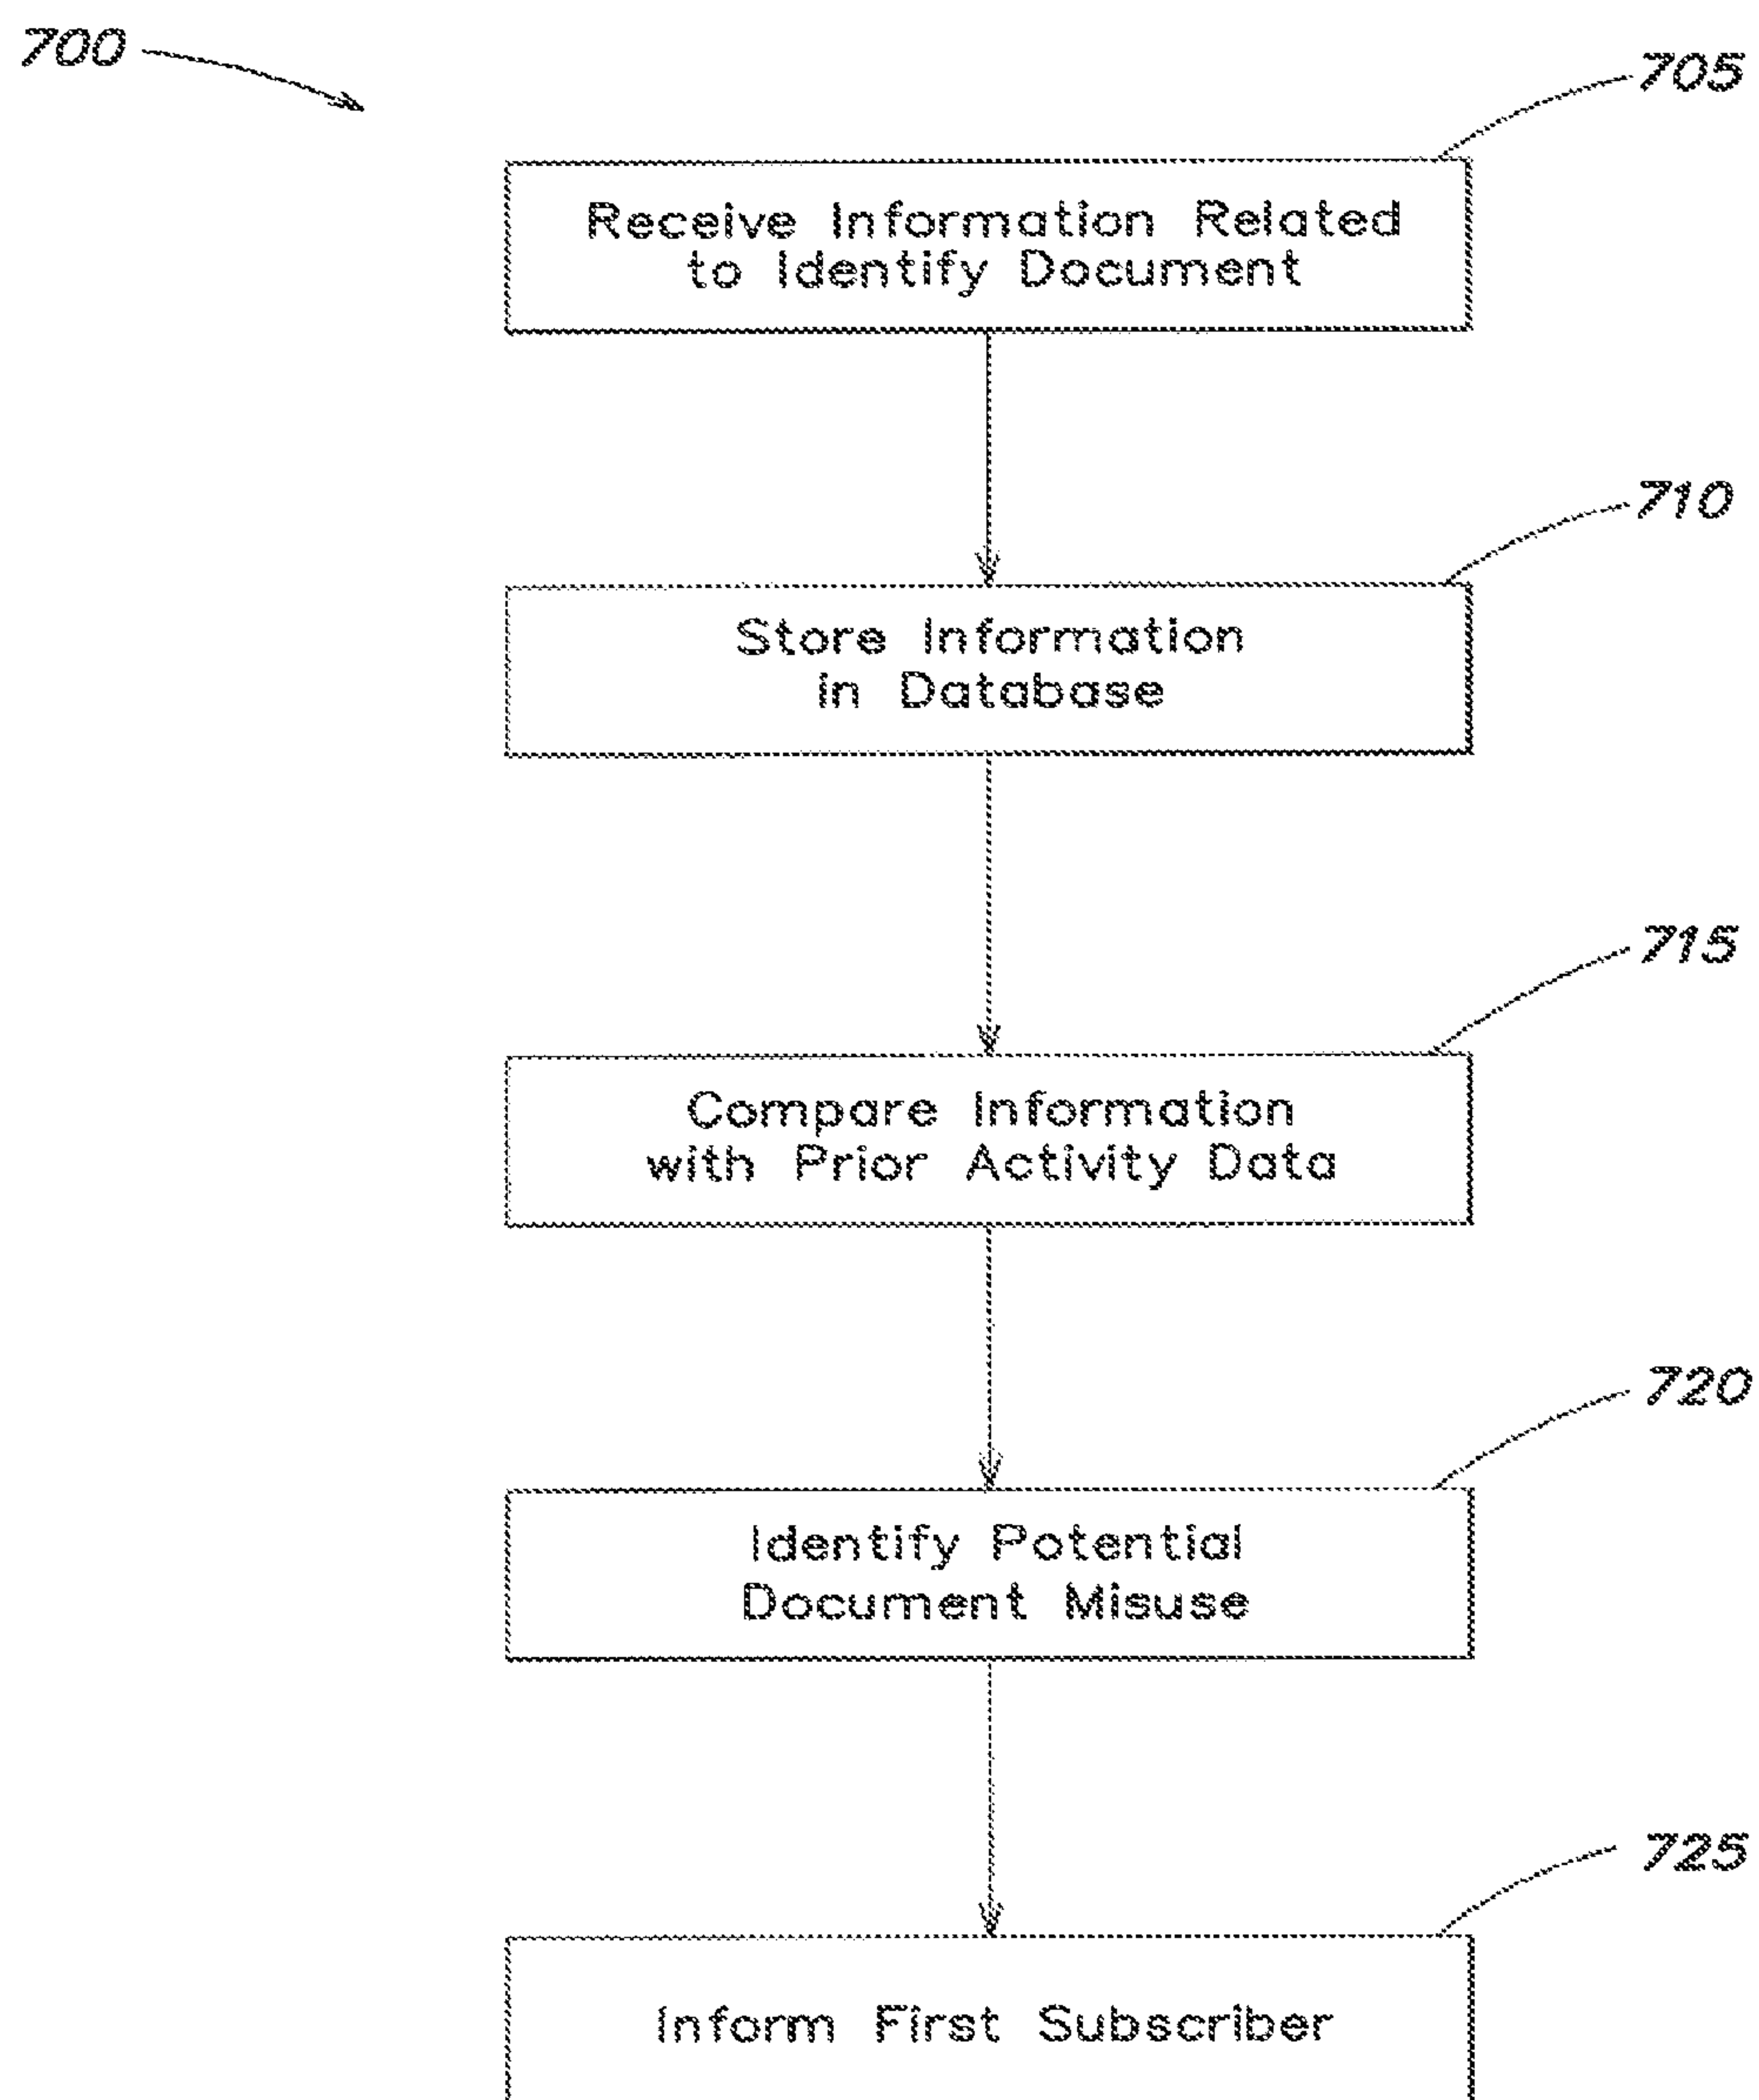 700
705
Receive Information Related
to Identify Document
710
Store Information
in Database
715
Compare Information
with Prior Activity Data
720
Identify Potential
Document Misuse
725
Inform First Subscriber